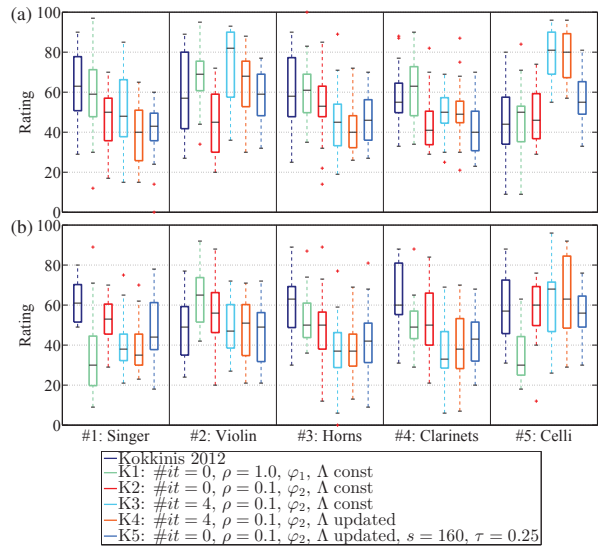 (a)
100
80
60
40
20
0
Rating
(b)
100
80
60
40
20
0
Rating
#1: Singer #2: Violin #3: Horns #4: Clarinets #5: Celli
Kokkinis 2012
K1: #it = 0, ρ = 1.0, φ₁, Λ const
K2: #it = 0, ρ = 0.1, φ₂, Λ const
K3: #it = 4, ρ = 0.1, φ₂, Λ const
K4: #it = 4, ρ = 0.1, φ₂, Λ updated
K5: #it = 0, ρ = 0.1, φ₂, Λ updated, s = 160, τ = 0.25